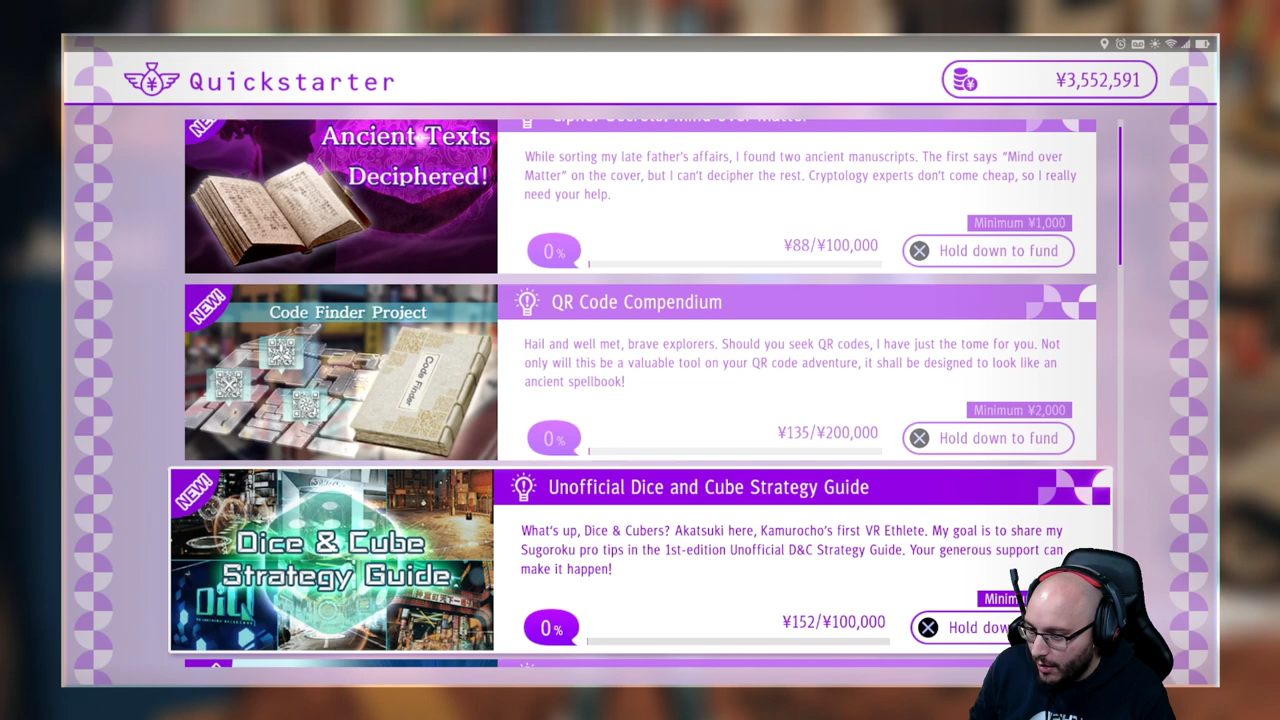 Quickstarter
¥3,552,591
NEW!
Ancient Texts
Deciphered!
Cipher Secrets: Mind over Matter
While sorting my late father's affairs, I found two ancient manuscripts. The first says "Mind over
Matter" on the cover, but I can't decipher the rest. Cryptology experts don't come cheap, so I really
need your help.
Minimum ¥1,000
0%
¥88/¥100,000
Hold down to fund
NEW!
Code Finder Project
Code Finder
QR Code Compendium
Hail and well met, brave explorers. Should you seek QR codes, I have just the tome for you. Not
only will this be a valuable tool on your QR code adventure, it shall be designed to look like an
ancient spellbook!
Minimum ¥2,000
0%
¥135/¥200,000
Hold down to fund
NEW!
Dice & Cube
Strategy Guide
Unofficial Dice and Cube Strategy Guide
What's up, Dice & Cubers? Akatsuki here, Kamurocho's first VR Ethlete. My goal is to share my
Sugoroku pro tips in the 1st-edition Unofficial D&C Strategy Guide. Your generous support can
make it happen!
0%
¥152/¥100,000
Hold